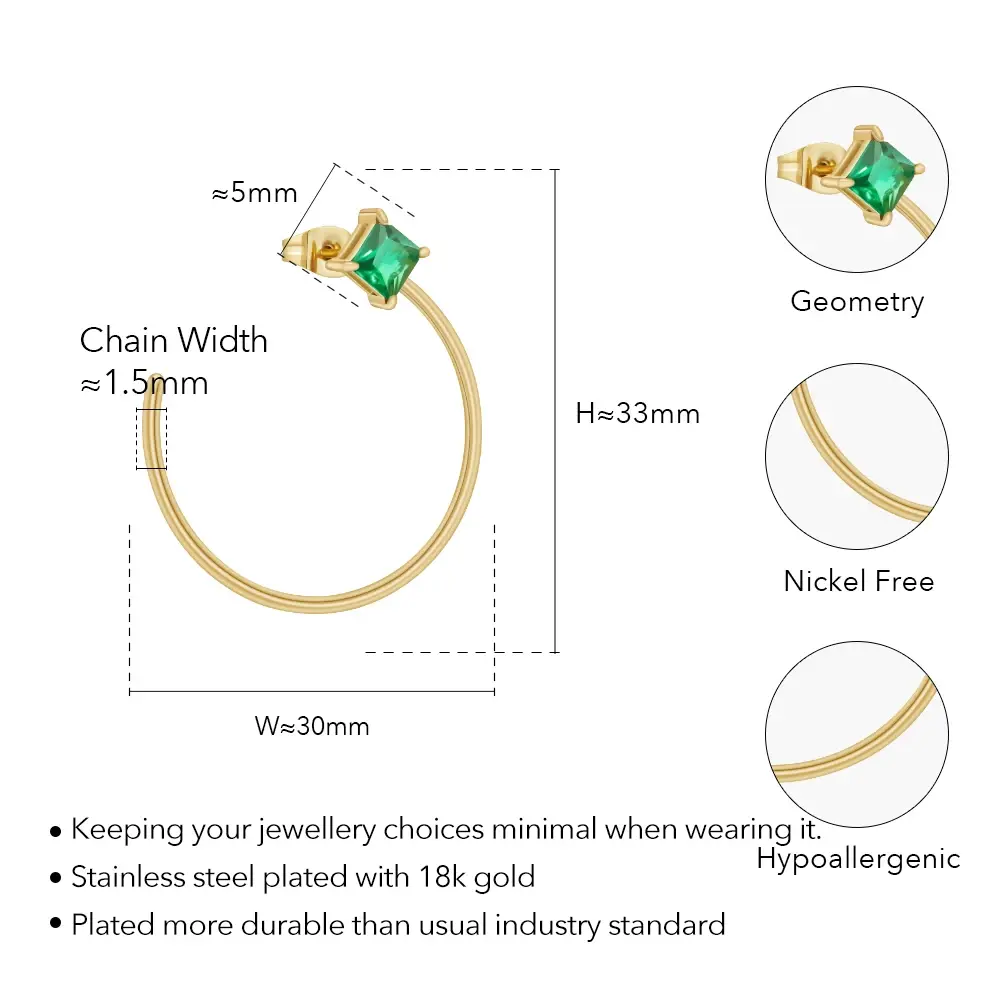 ≈5mm
Chain Width
≈1.5mm
H≈33mm
W≈30mm
Geometry
Nickel Free
Hypoallergenic
• Keeping your jewellery choices minimal when wearing it.
• Stainless steel plated with 18k gold
• Plated more durable than usual industry standard